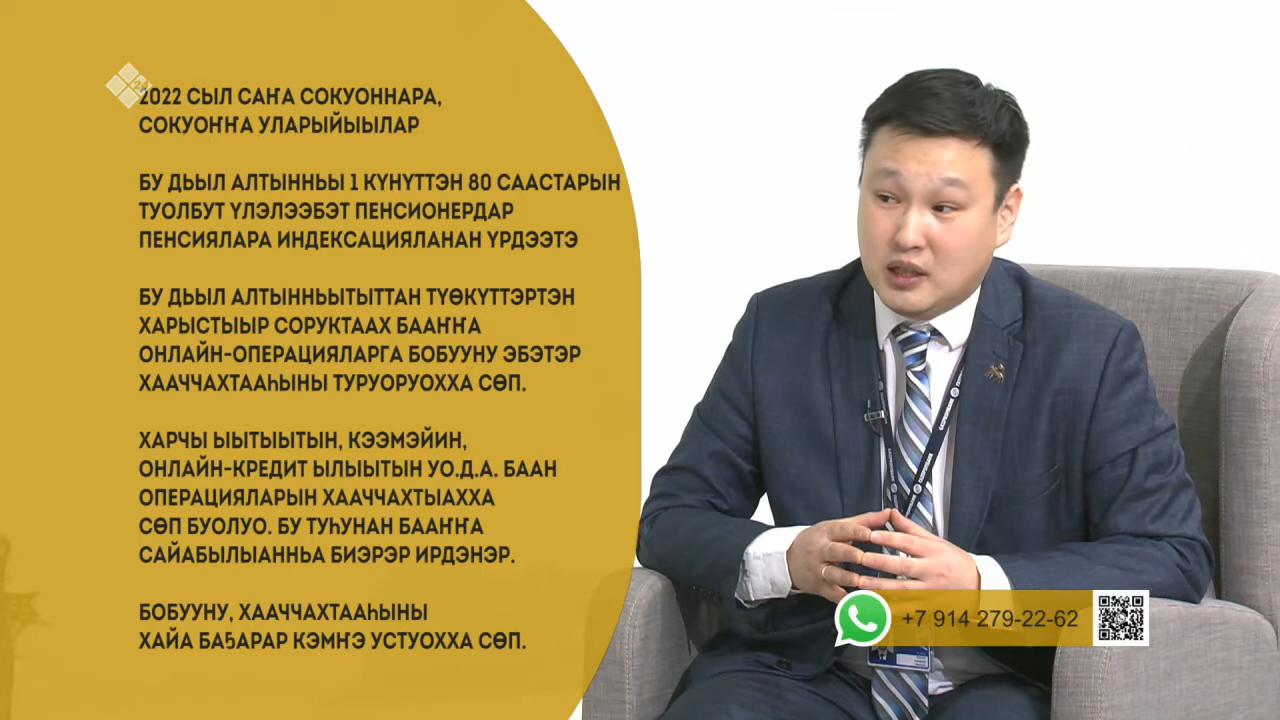 2022 СЫЛ САҤА СОКУОННАРА,
СОКУОҤҤА УЛАРЫЙЫЫЛАР
БУ ДЬЫЛ АЛТЫННЬЫ 1 КҮНҮТТЭН 80 СААСТАРЫН
ТУОЛБУТ ҮЛЭЛЭЭБЭТ ПЕНСИОНЕРДАР
ПЕНСИЯЛАРА ИНДЕКСАЦИЯЛАНАН ҮРДЭЭТЭ
БУ ДЬЫЛ АЛТЫННЬЫТЫТТАН ТҮӨКҮТТЭРТЭН
ХАРЫСТЫЫР СОРУКТААХ БААҤҤА
ОНЛАЙН-ОПЕРАЦИЯЛАРГА БОБУУНУ ЭБЭТЭР
ХААЧЧАХТААҺЫНЫ ТУРУОРУОХХА СӨП.
ХАРЧЫ ЫЫТЫЫТЫН, КЭЭМЭЙИН,
ОНЛАЙН-КРЕДИТ ЫЛЫЫТЫН УО.Д.А. БААН
ОПЕРАЦИЯЛАРЫН ХААЧЧАХТЫАХХА
СӨП БУОЛУО. БУ ТУҺУНАН БААҤҤА
САЙАБЫЛЫАННЬА БИЭРЭР ИРДЭНЭР.
БОБУУНУ, ХААЧЧАХТААҺЫНЫ
ХАЙА БАҔАРАР КЭМҤЭ УСТУОХХА СӨП.
+7 914 279-22-62